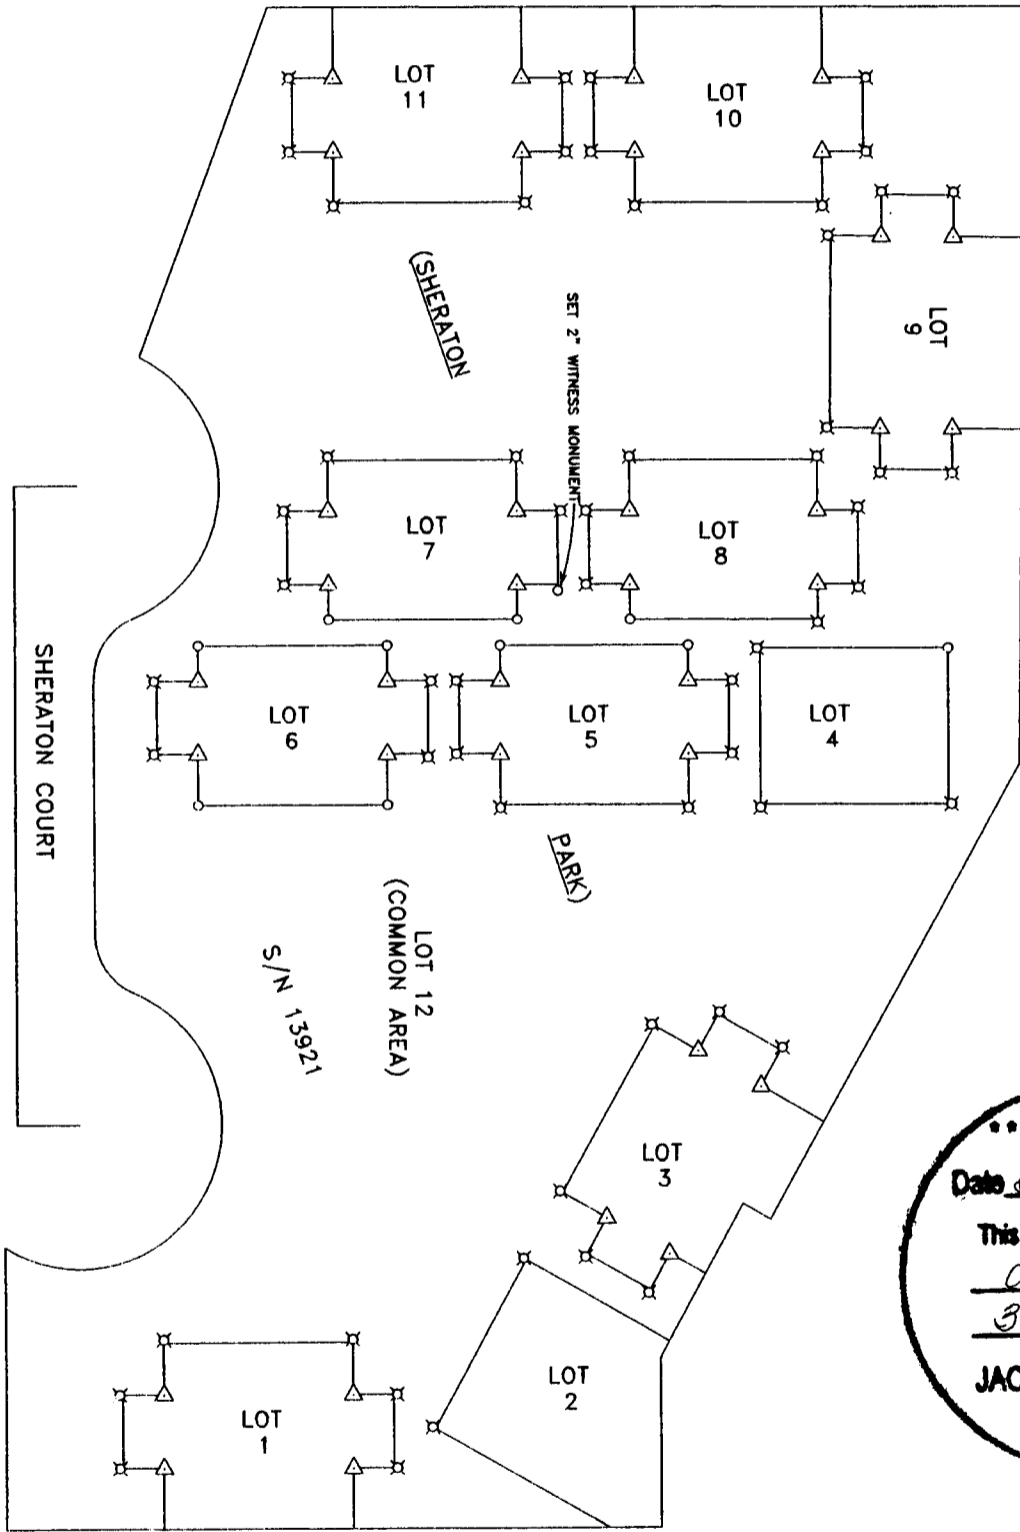 LOT
11
LOT
10
LOT
9
(SHERATON
SET 2" WITNESS MONUMENT
LOT
7
LOT
8
SHERATON COURT
LOT
6
LOT
5
LOT
4
PARK)
LOT 12
(COMMON AREA)
S/N 13921
LOT
3
LOT
2
LOT
1
**
Date
This
3
JAC